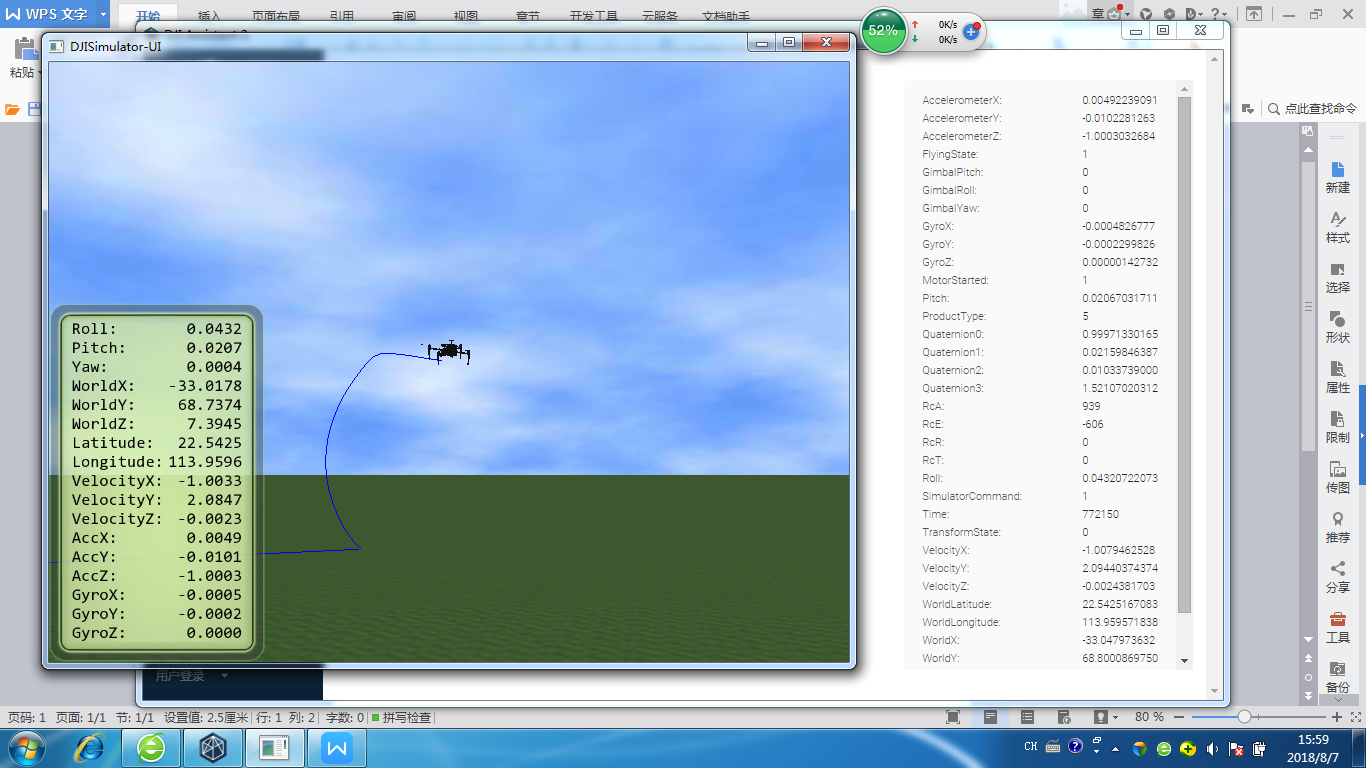 WPS 文字
开始 插入 页面布局 引用 审阅 视图 章节 开发工具 云服务 文档助手
章
粘贴
点此查找命令
DJISimulator-UI
52%
0K/s
0K/s
Roll: 0.0432
Pitch: 0.0207
Yaw: 0.0004
WorldX: -33.0178
WorldY: 68.7374
WorldZ: 7.3945
Latitude: 22.5425
Longitude: 113.9596
VelocityX: -1.0033
VelocityY: 2.0847
VelocityZ: -0.0023
AccX: 0.0049
AccY: -0.0101
AccZ: -1.0003
GyroX: -0.0005
GyroY: -0.0002
GyroZ: 0.0000
AccelerometerX: 0.00492239091
AccelerometerY: -0.0102281263
AccelerometerZ: -1.0003032684
FlyingState: 1
GimbalPitch: 0
GimbalRoll: 0
GimbalYaw: 0
GyroX: -0.0004826777
GyroY: -0.0002299826
GyroZ: 0.00000142732
MotorStarted: 1
Pitch: 0.02067031711
ProductType: 5
Quaternion0: 0.99971330165
Quaternion1: 0.02159846387
Quaternion2: 0.01033739000
Quaternion3: 1.52107020312
RcA: 939
RcE: -606
RcR: 0
RcT: 0
Roll: 0.04320722073
SimulatorCommand: 1
Time: 772150
TransformState: 0
VelocityX: -1.0079462528
VelocityY: 2.09440374374
VelocityZ: -0.0024381703
WorldLatitude: 22.5425167083
WorldLongitude: 113.959571838
WorldX: -33.047973632
WorldY: 68.8000869750
新建
样式
选择
形状
属性
限制
传图
推荐
分享
工具
备份
用户登录
页码: 1 页面: 1/1 节: 1/1 设置值: 2.5厘米 行: 1 列: 2 字数: 0 拼写检查 80 %
CH
15:59
2018/8/7